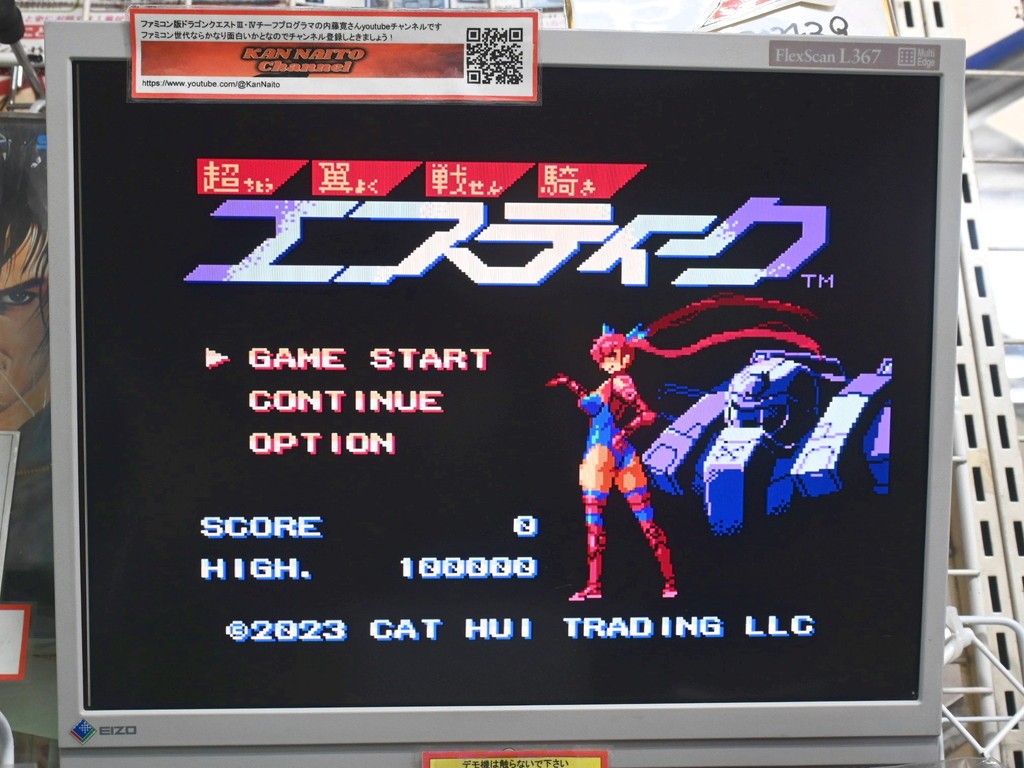 ファミコン版ドラゴンクエストⅢ・Ⅳチーフプログラマの内藤寛さんyoutubeチャンネルです
ファミコン世代ならかなり面白いかとなのでチャンネル登録しときましょう！
KAN NAITO
Channel
https://www.youtube.com/@KanNaito
FlexScan L367
Multi
Edge
超ちょう 翼よく 戦せん 騎き
エスティーク
TM
GAME START
CONTINUE
OPTION
SCORE 0
HIGH. 100000
©2023 CAT HUI TRADING LLC
EIZO
デモ機は触らないで下さい